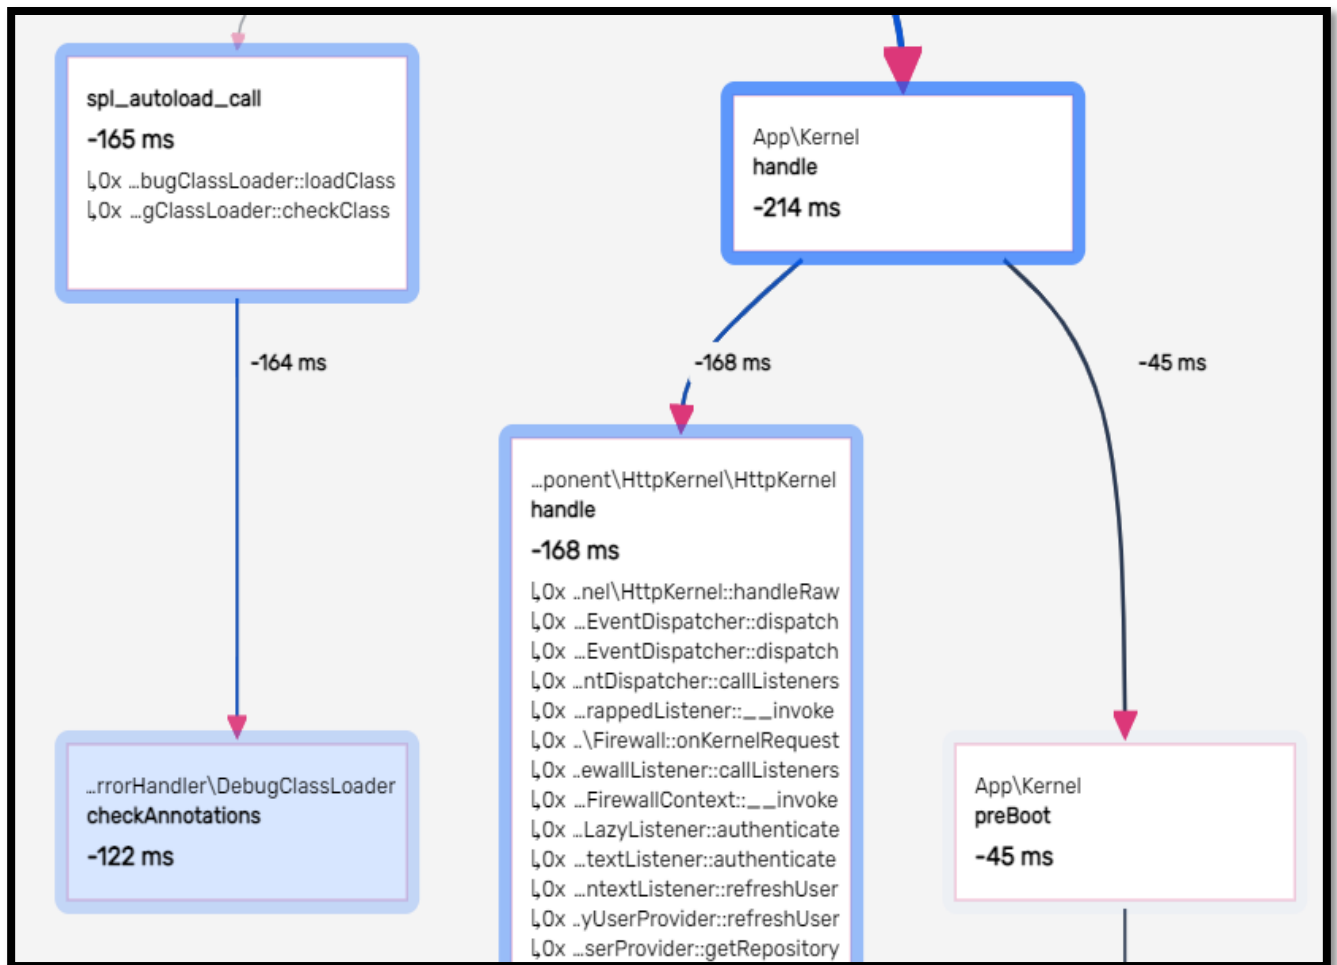 spl_autoload_call
-165 ms
↳0x …bugClassLoader::loadClass
↳0x …gClassLoader::checkClass
App\Kernel
handle
-214 ms
-164 ms
-168 ms
-45 ms
…ponent\HttpKernel\HttpKernel
handle
-168 ms
↳0x ..nel\HttpKernel::handleRaw
↳0x …EventDispatcher::dispatch
↳0x …EventDispatcher::dispatch
↳0x …ntDispatcher::callListeners
↳0x …rappedListener::__invoke
↳0x ..\Firewall::onKernelRequest
↳0x ..ewallListener::callListeners
↳0x …FirewallContext::__invoke
↳0x …LazyListener::authenticate
↳0x …textListener::authenticate
↳0x …ntextListener::refreshUser
↳0x ..yUserProvider::refreshUser
↳0x …serProvider::getRepository
…rrorHandler\DebugClassLoader
checkAnnotations
-122 ms
App\Kernel
preBoot
-45 ms